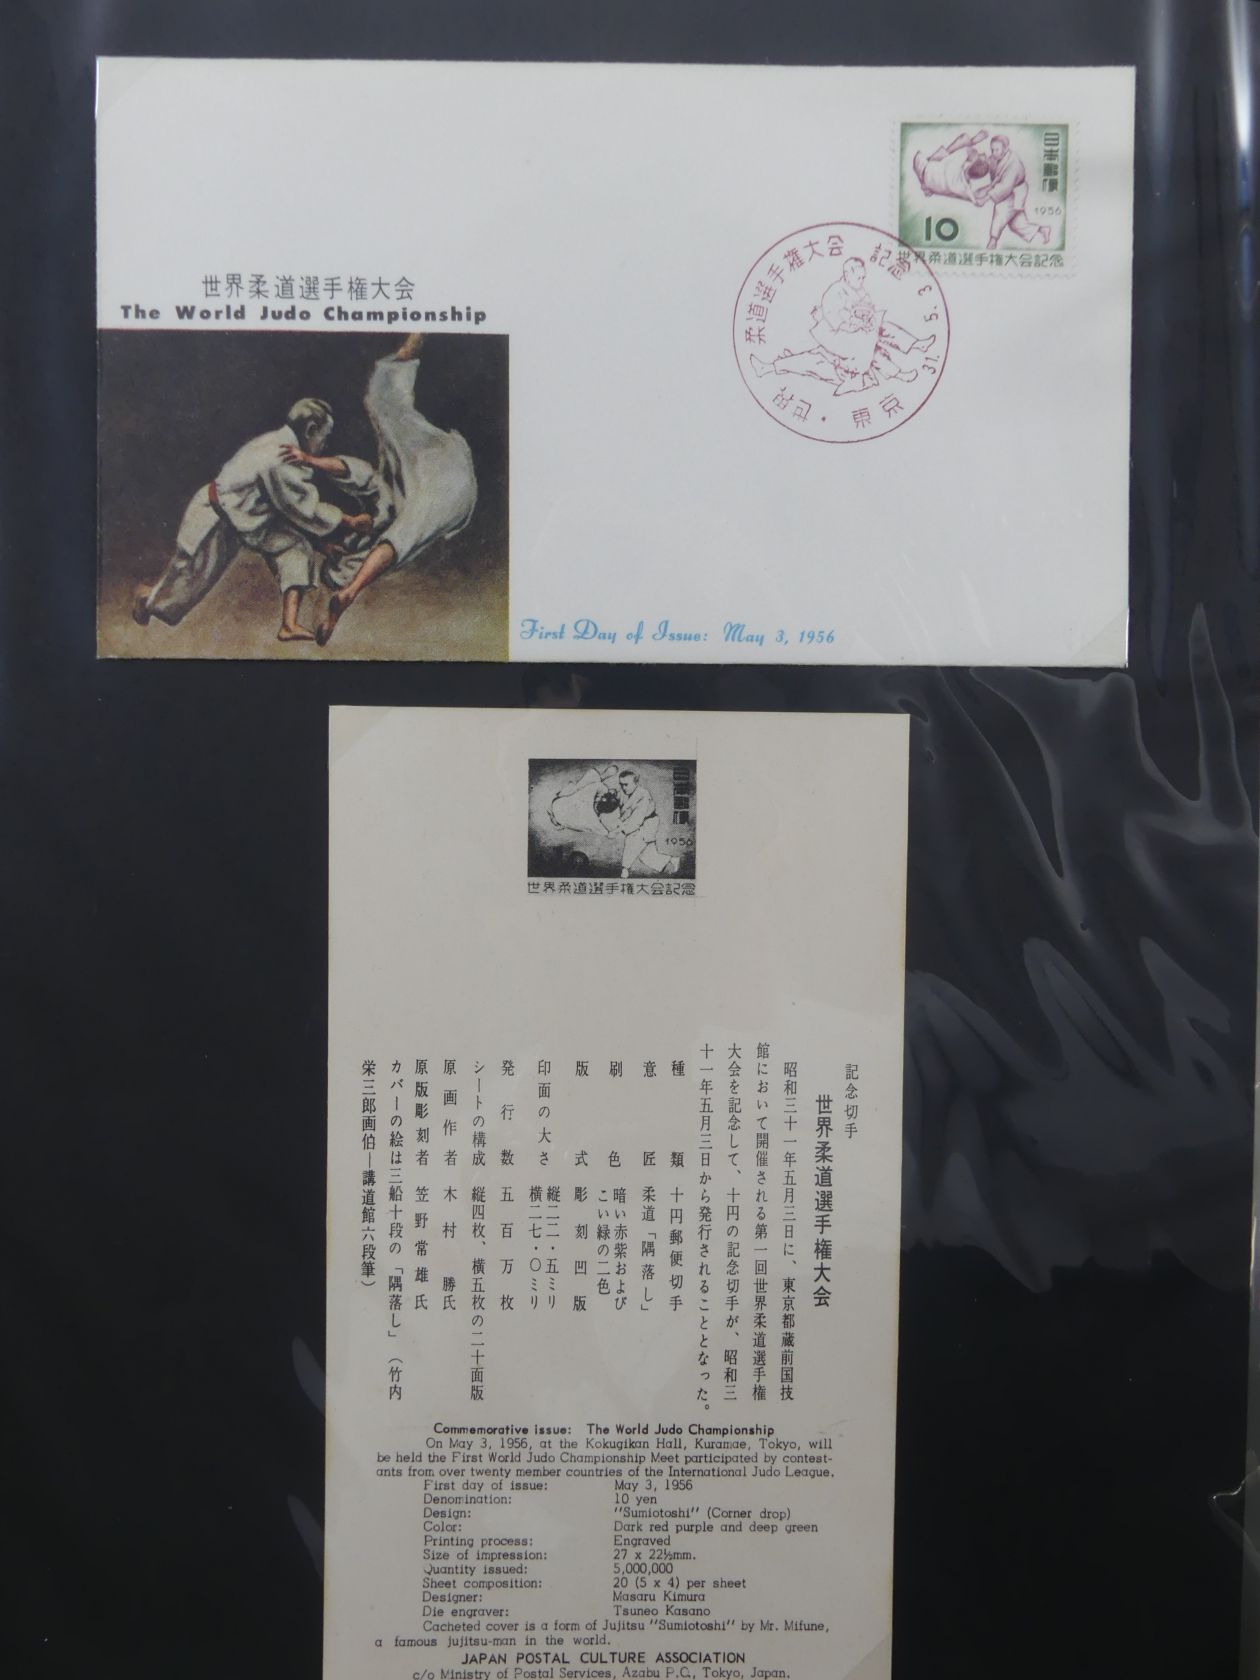 世界柔道選手権大会
The World Judo Championship
日本郵便
1956
10
世界柔道選手権大会記念
世界柔道選手権大会 記念
31. 5. 3
東京
First Day of Issue: May 3, 1956
日本郵便
1956
10
世界柔道選手権大会記念
記念切手
世界柔道選手権大会
昭和三十一年五月三日に、東京都蔵前国技
館において開催される第一回世界柔道選手権
大会を記念して、十円の記念切手が、昭和三
十一年五月三日から発行されることとなった。
種類 十円郵便切手
意匠 柔道「隅落し」
刷色 暗い赤紫および
こい緑の二色
版式 彫刻凹版
印面の大さ 縦二二・五ミリ
横二七・〇ミリ
発行数 五百万枚
シートの構成 縦四枚、横五枚の二十面版
原画作者 木村勝氏
原版彫刻者 笠野常雄氏
カバーの絵は三船十段の「隅落し」(竹内
栄三郎画伯―講道館六段筆)
Commemorative issue: The World Judo Championship
On May 3, 1956, at the Kokugikan Hall, Kuramae, Tokyo, will
be held the First World Judo Championship Meet participated by contest-
ants from over twenty member countries of the International Judo League.
First day of issue: May 3, 1956
Denomination: 10 yen
Design: "Sumiotoshi" (Corner drop)
Color: Dark red purple and deep green
Printing process: Engraved
Size of impression: 27 x 22½mm.
Quantity issued: 5,000,000
Sheet composition: 20 (5 x 4) per sheet
Designer: Masaru Kimura
Die engraver: Tsuneo Kasano
Cacheted cover is a form of Jujitsu "Sumiotoshi" by Mr. Mifune,
a famous jujitsu-man in the world.
JAPAN POSTAL CULTURE ASSOCIATION
c/o Ministry of Postal Services, Azabu P.O., Tokyo, Japan.